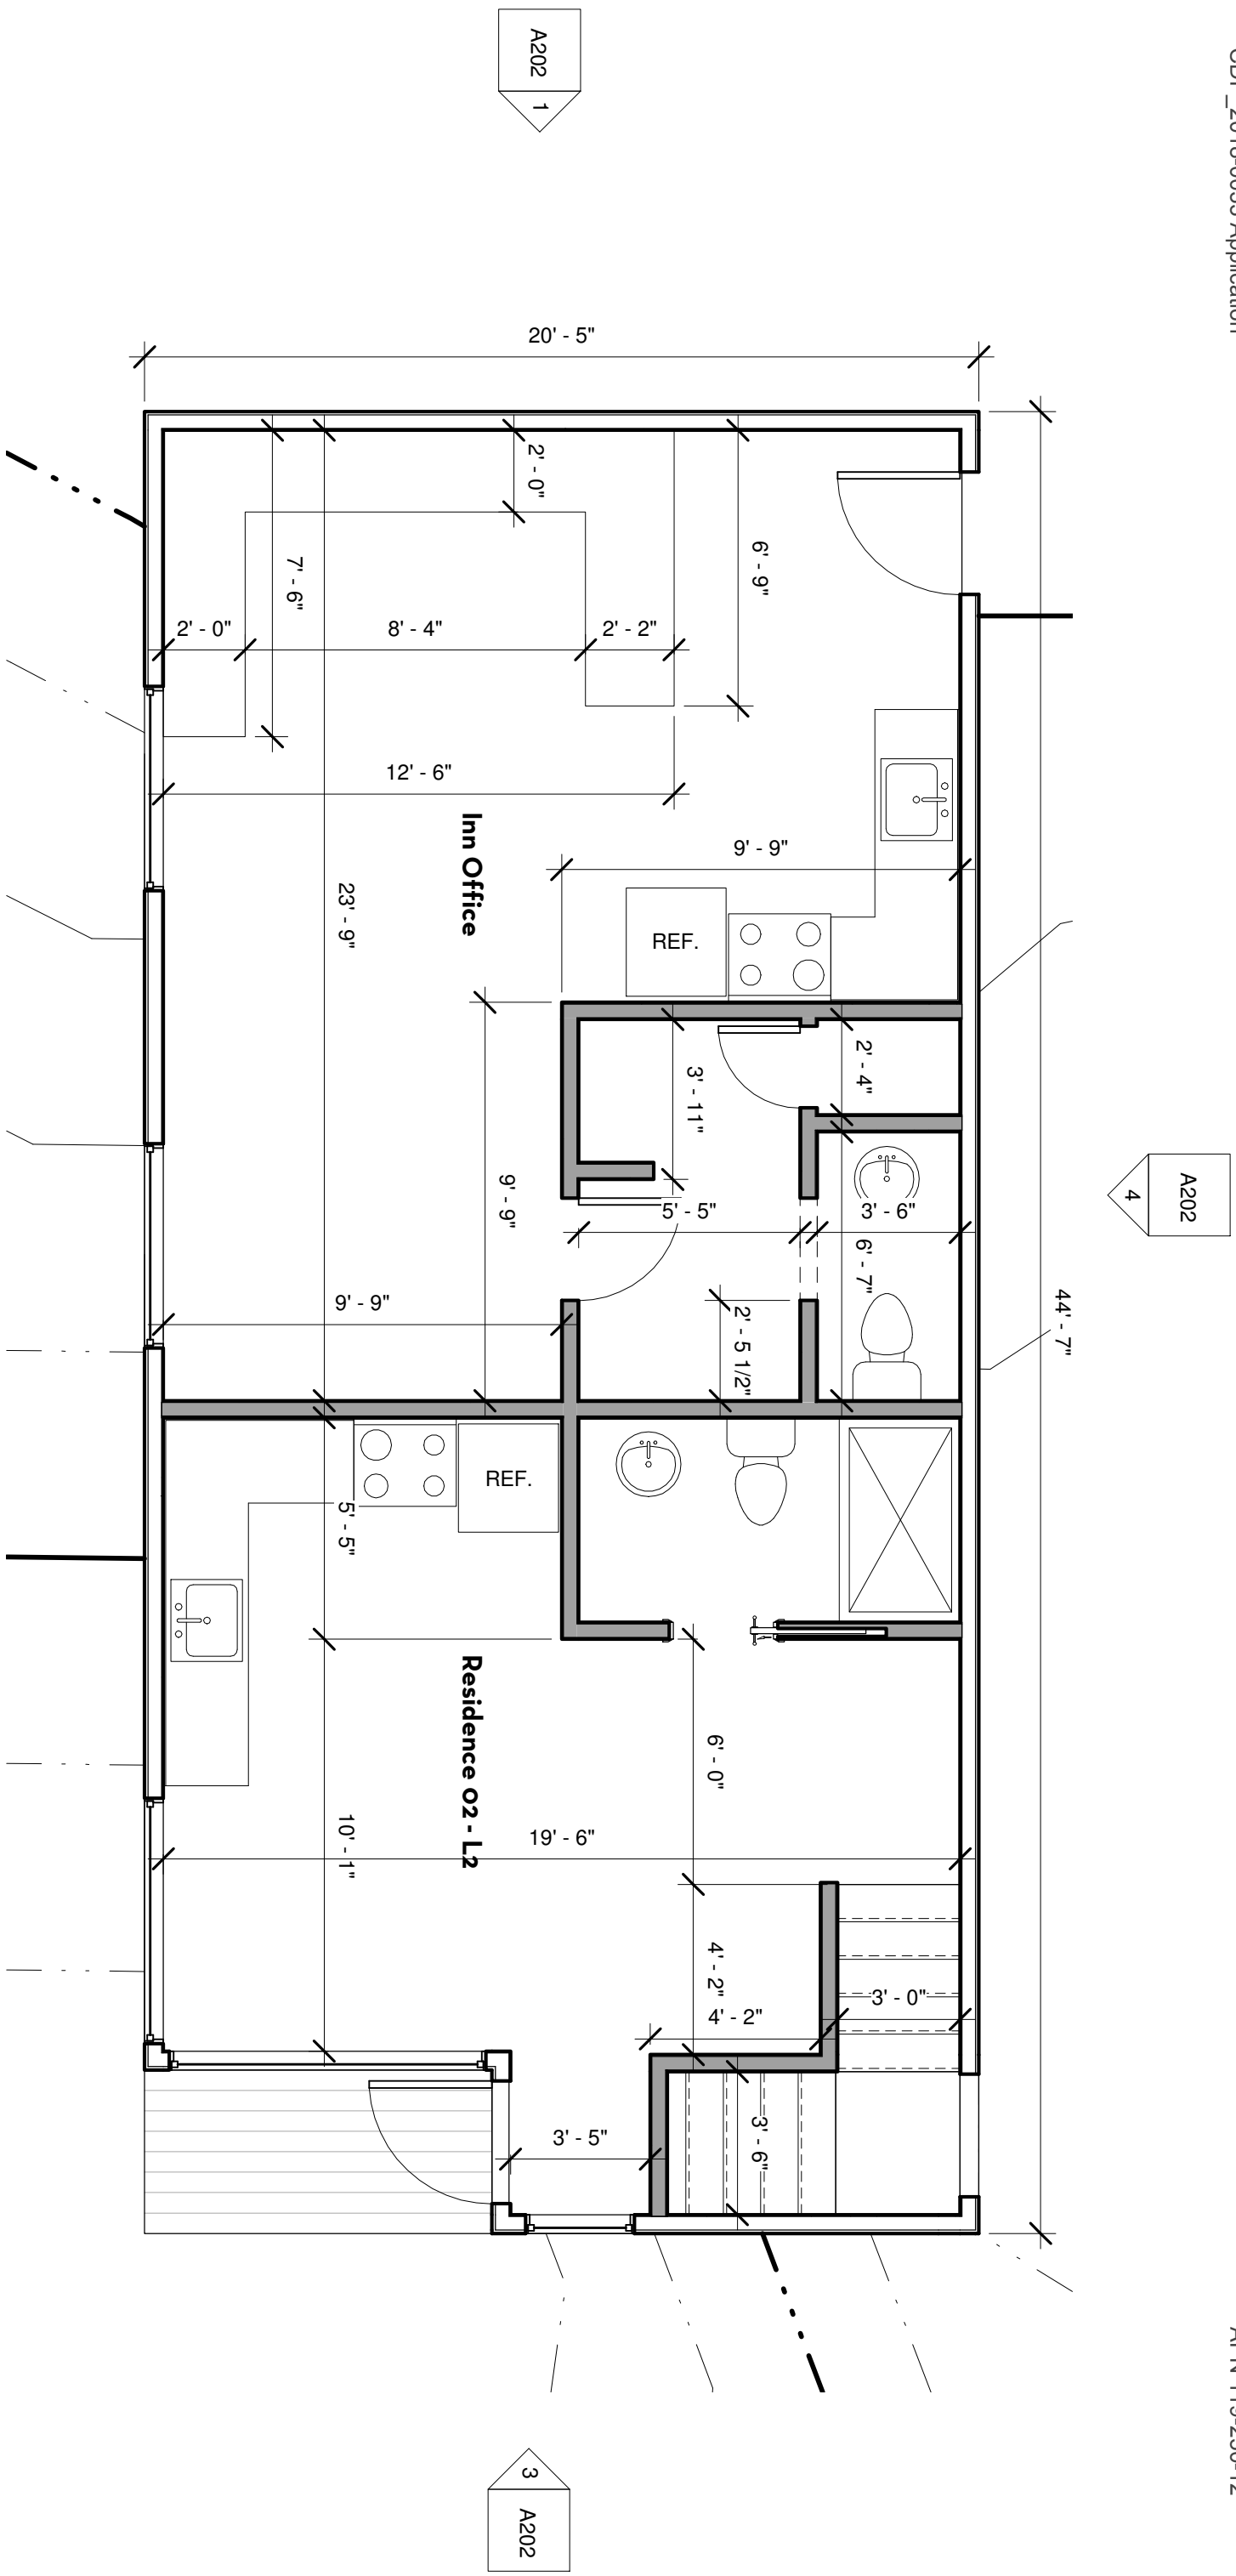 A202
1
20' - 5"
2' - 0"
6' - 9"
7' - 6"
2' - 0"
8' - 4"
2' - 2"
12' - 6"
Inn Office
9' - 9"
23' - 9"
REF.
2' - 4"
3' - 11"
9' - 9"
5' - 5"
3' - 6"
6' - 7"
A202
4
44' - 7"
9' - 9"
2' - 5 1/2"
REF.
5' - 5"
Residence 02 - L2
6' - 0"
10' - 1"
19' - 6"
4' - 2"
3' - 0"
4' - 2"
3' - 6"
3' - 5"
3
A202
Application